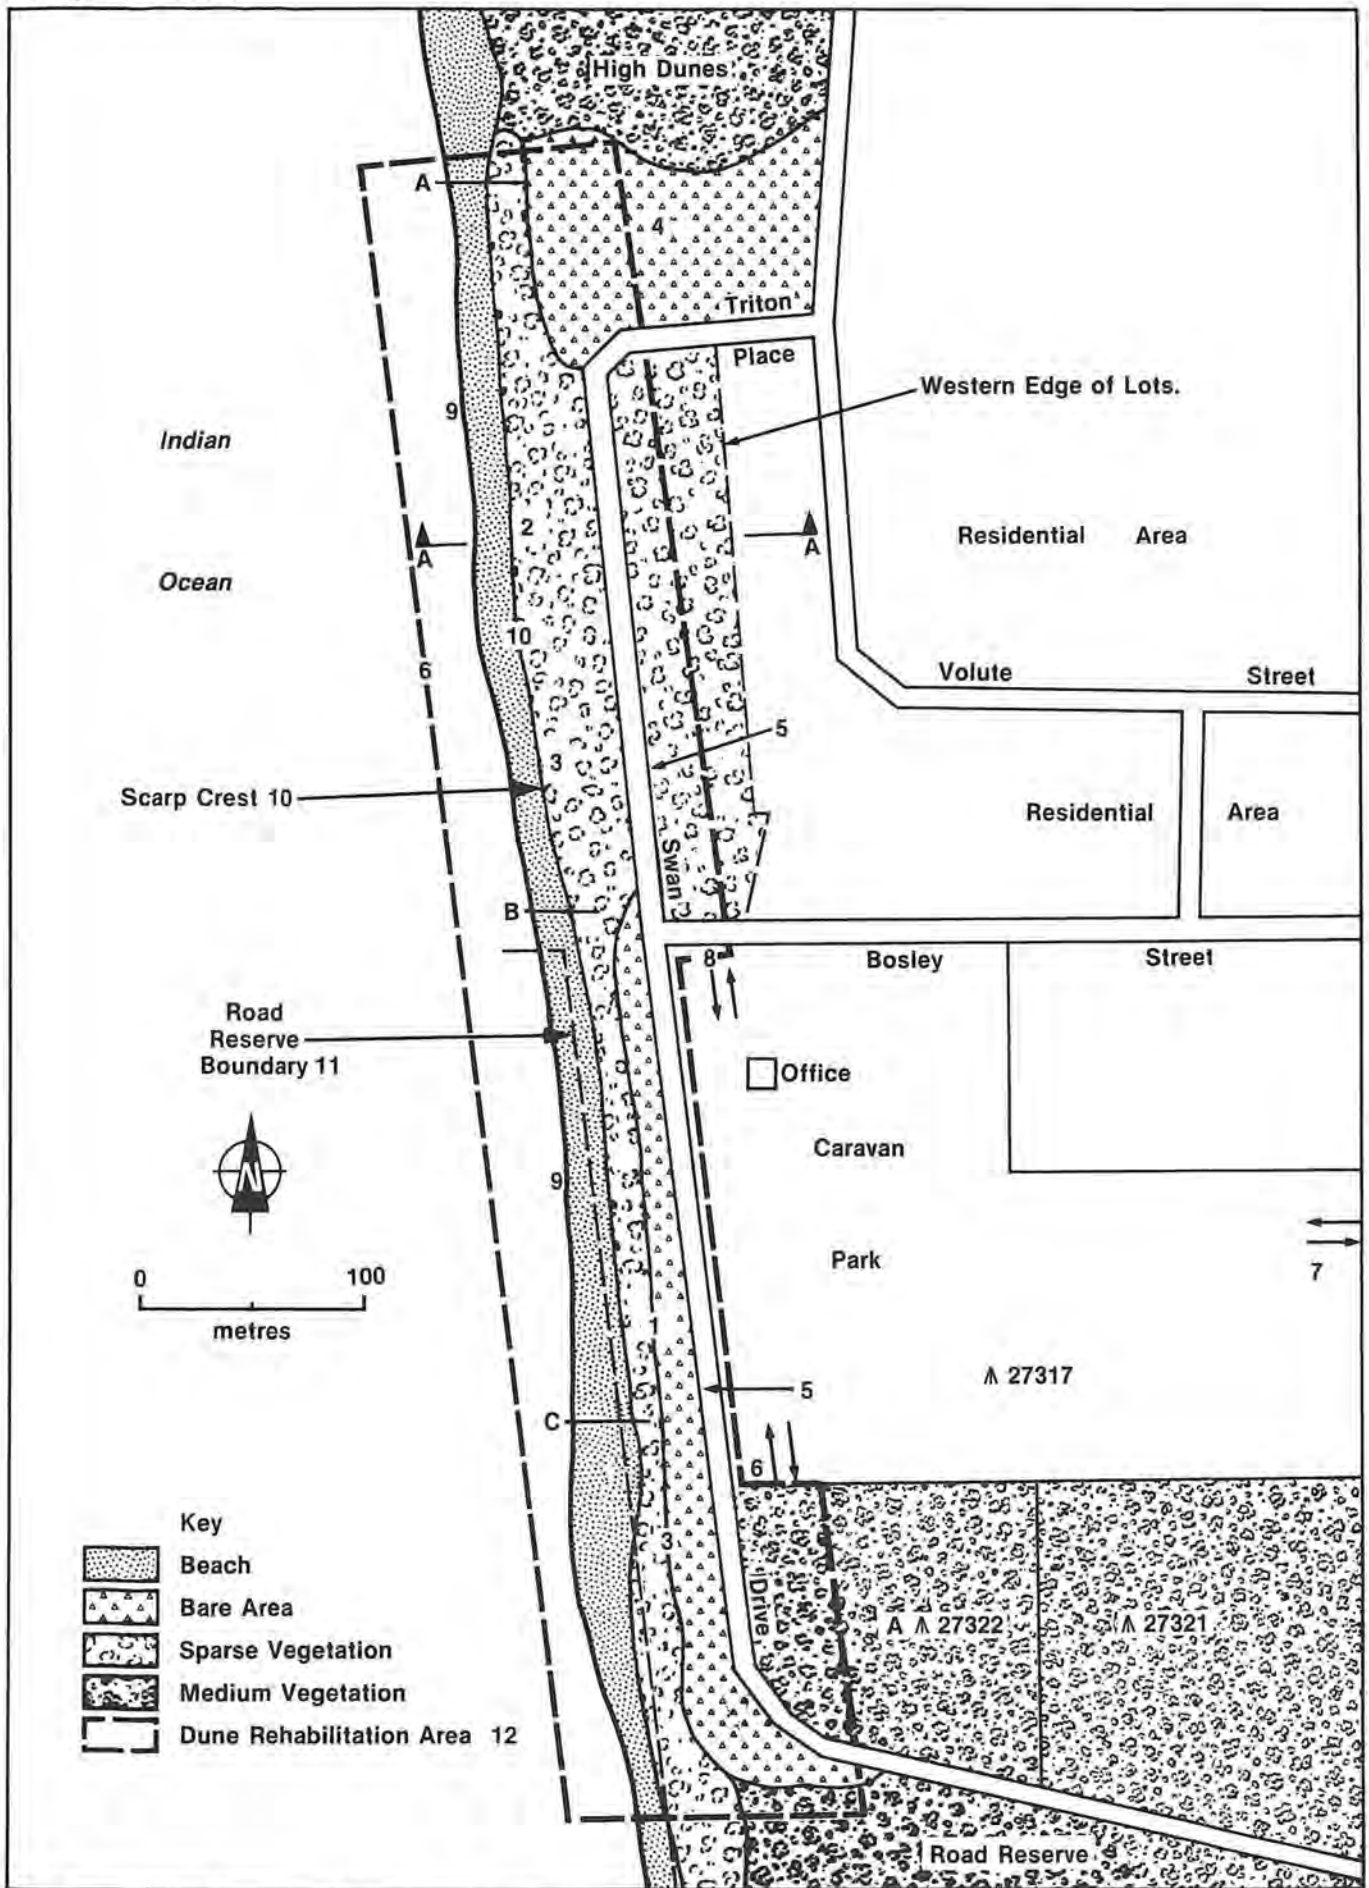 High Dunes
A
4
Triton
Place
Western Edge of Lots.
9
Indian
2
A
A
Residential Area
Ocean
10
6
Volute Street
5
3
Scarp Crest 10
Residential Area
Swan
B
8
Bosley Street
Road
Reserve
Boundary 11
Office
Caravan
N
9
Park
7
0 100
metres
1
27317
5
C
6
Key
3
Beach
Drive
Bare Area
A 27322
27321
Sparse Vegetation
Medium Vegetation
Dune Rehabilitation Area 12
Road Reserve